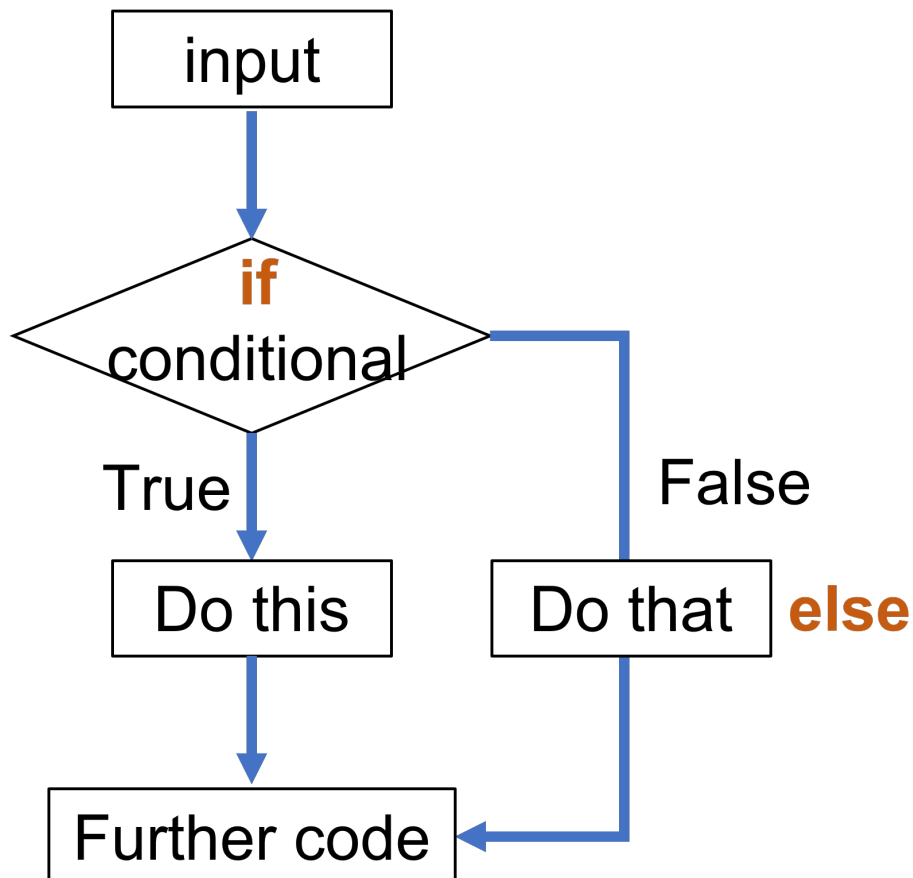 input
if
conditional
True
False
Do this
Do that
else
Further code